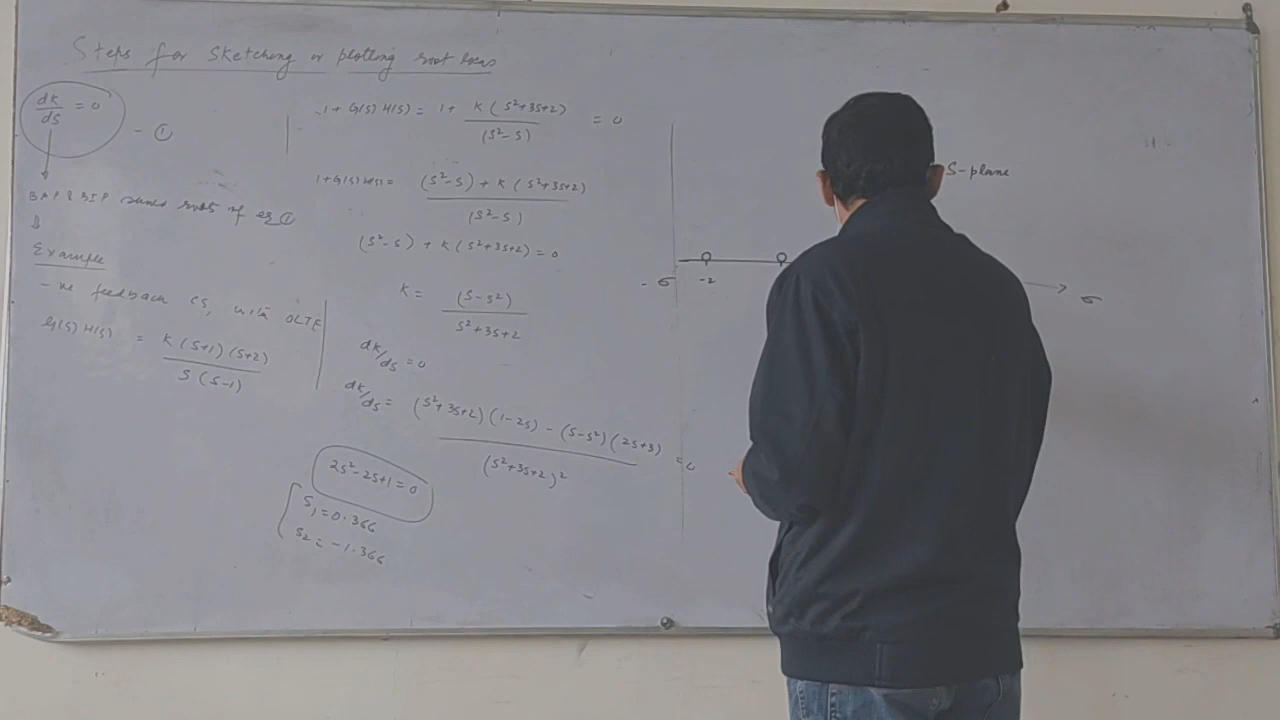 Steps for sketching or plotting root locus
dk/ds = 0
- ①
BAP & BIP roots of eq ①
Example
-ve feedback CS, with OLTF
G(s) H(s) = K (s+1) (s+2) / s (s-1)
1 + G(s) H(s) = 1 + K (s²+3s+2) / (s²-s) = 0
1+G(s) H(s) = (s²-s) + K (s²+3s+2) / (s²-s)
(s²-s) + K (s²+3s+2) = 0
K = (s-s²) / s²+3s+2
dk/ds = 0
dk/ds = (s²+3s+2) (1-2s) - (s-s²) (2s+3) / (s²+3s+2)² = 0
2s²-2s+1 = 0
s₁ = 0.366
s₂ = -1.366
S-plane
- σ
-2
σ